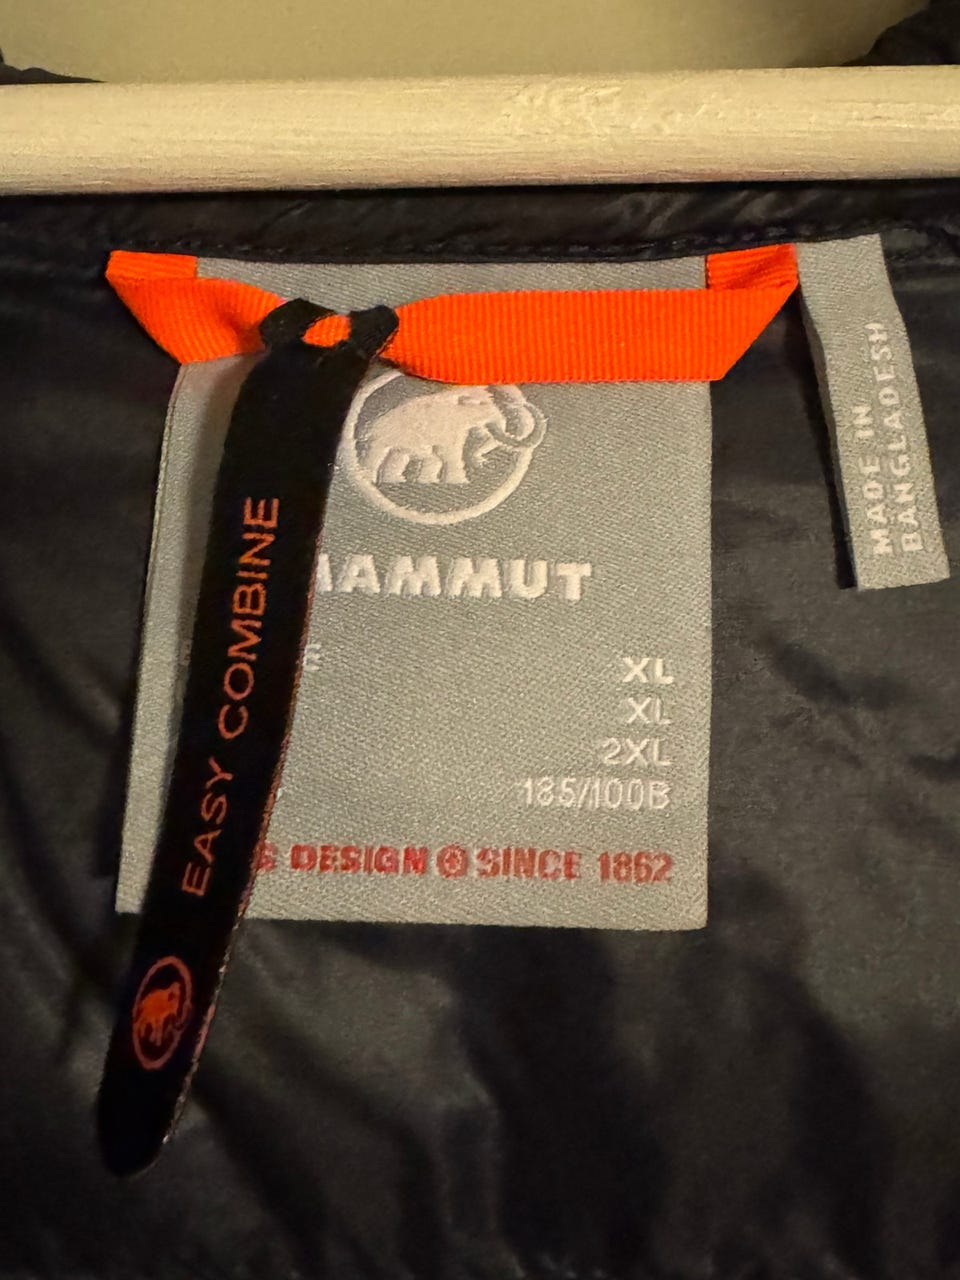 MAMMUT
XL
XL
2XL
185/100B
DESIGN SINCE 1862
EASY COMBINE
MADE IN
BANGLADESH